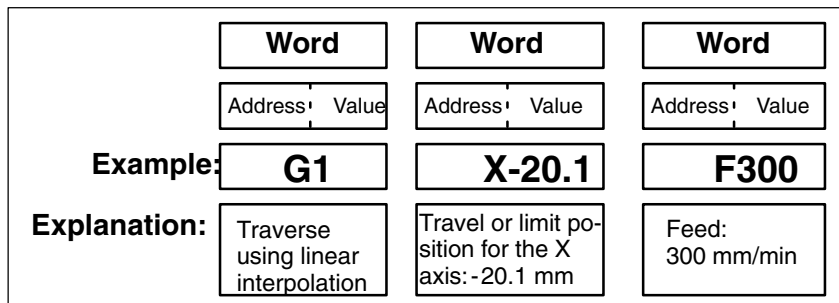 Word Word Word
Address Value Address Value Address Value
Example: G1 X-20.1 F300
Explanation:
Traverse
using linear
interpolation
Travel or limit po-
sition for the X
axis:-20.1 mm
Feed:
300 mm/min